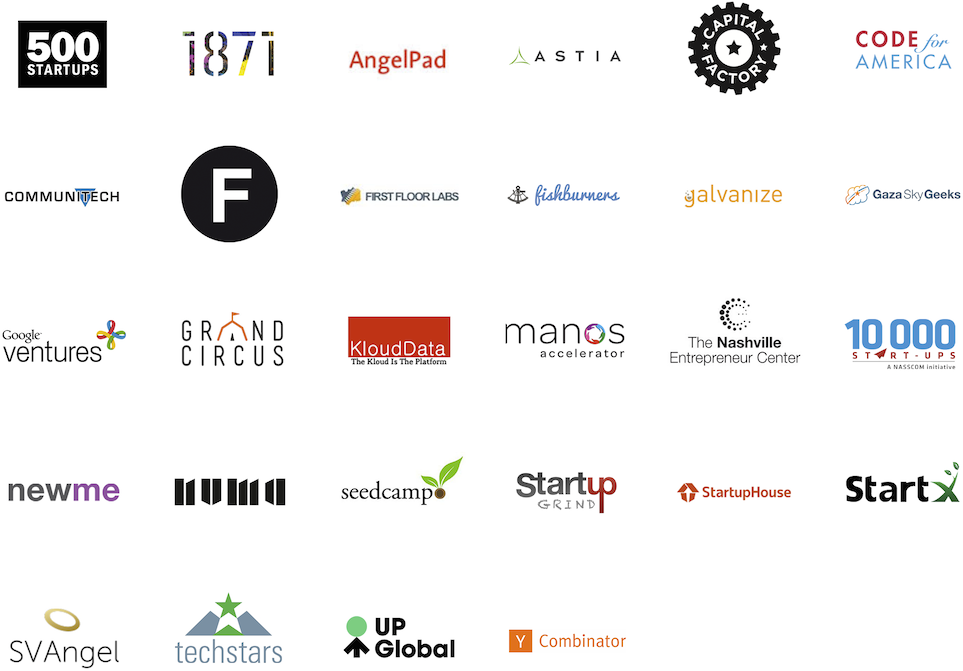 500
STARTUPS
1871
AngelPad
ASTIA
CAPITAL
FACTORY
CODE for
AMERICA
COMMUNITECH
F
FIRST FLOOR LABS
fishburners
galvanize
Gaza Sky Geeks
Google™
ventures
GRAND
CIRCUS
KloudData
The Kloud Is The Platform
manos
accelerator
The Nashville
Entrepreneur Center
10 000
START-UPS
A NASSCOM initiative
newme
numa
seedcamp
Startup
GRIND
StartupHouse
StartX
SVAngel
techstars
UP
Global
Y Combinator